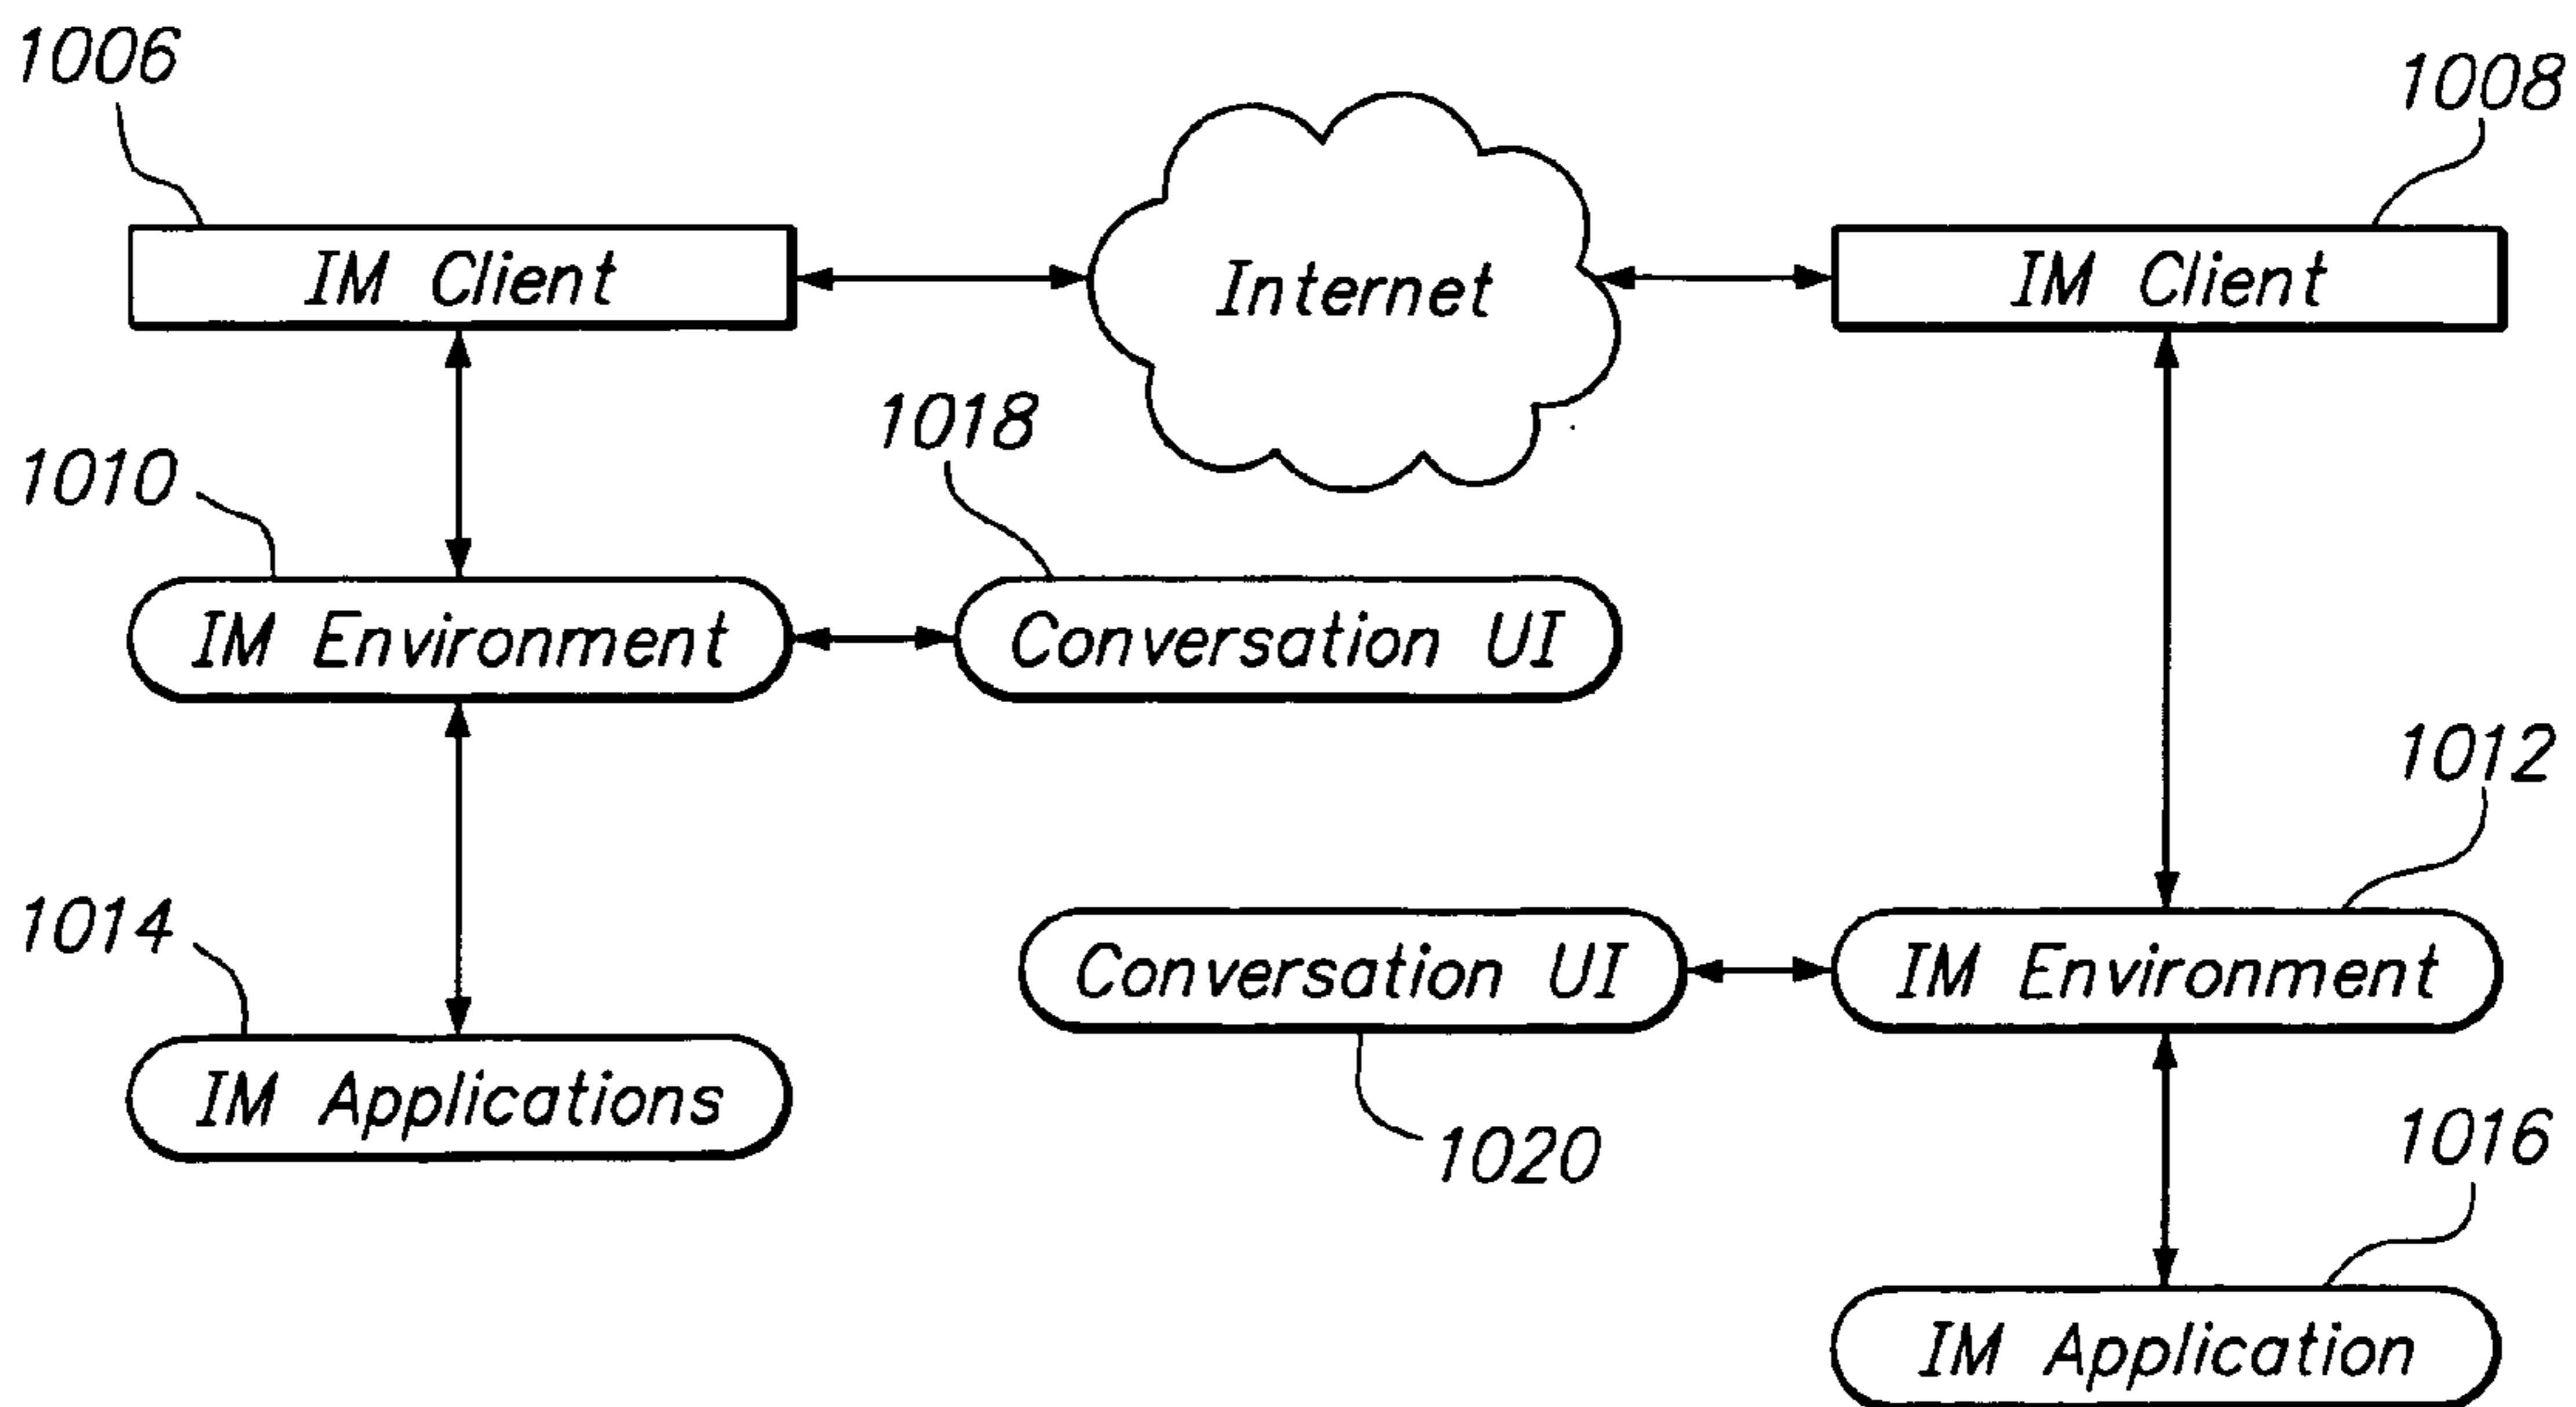 1006
1008
IM Client
Internet
IM Client
1018
1010
IM Environment
Conversation UI
1012
1014
Conversation UI
IM Environment
IM Applications
1020
1016
IM Application